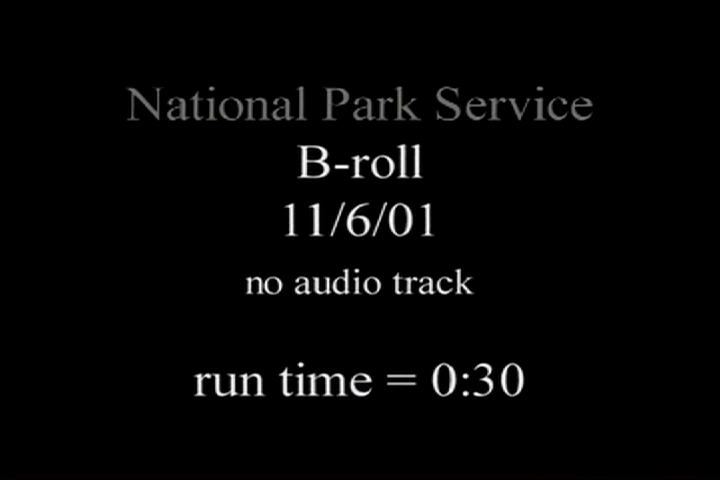 National Park Service
B-roll
11/6/01
no audio track
run time = 0:30